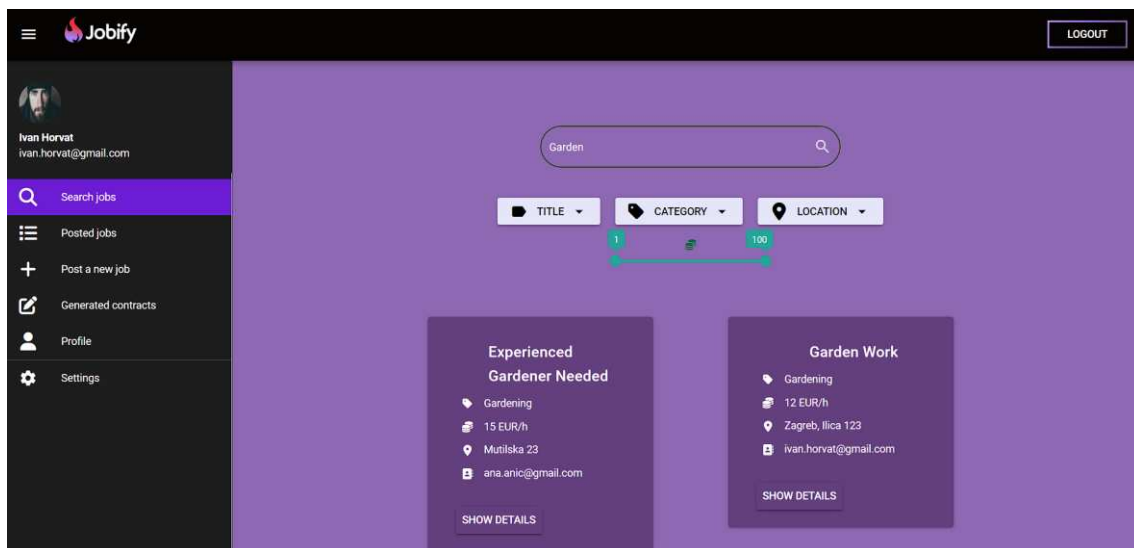 Jobify
LOGOUT
Ivan Horvat
ivan.horvat@gmail.com
Search jobs
Posted jobs
Post a new job
Generated contracts
Profile
Settings
Garden
TITLE
CATEGORY
LOCATION
1
100
Experienced
Gardener Needed
Gardening
15 EUR/h
Mutilska 23
ana.anic@gmail.com
SHOW DETAILS
Garden Work
Gardening
12 EUR/h
Zagreb, Ilica 123
ivan.horvat@gmail.com
SHOW DETAILS